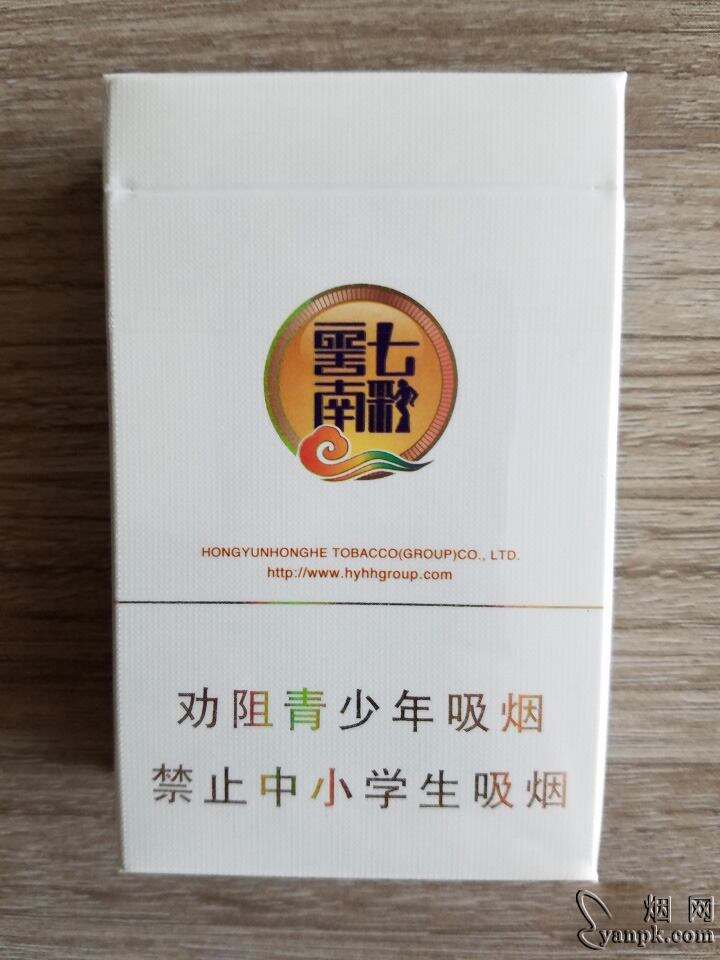 雲七
南彩
HONGYUNHONGHE TOBACCO(GROUP)CO., LTD.
http://www.hyhhgroup.com
劝阻青少年吸烟
禁止中小学生吸烟
烟网
yanpk.com